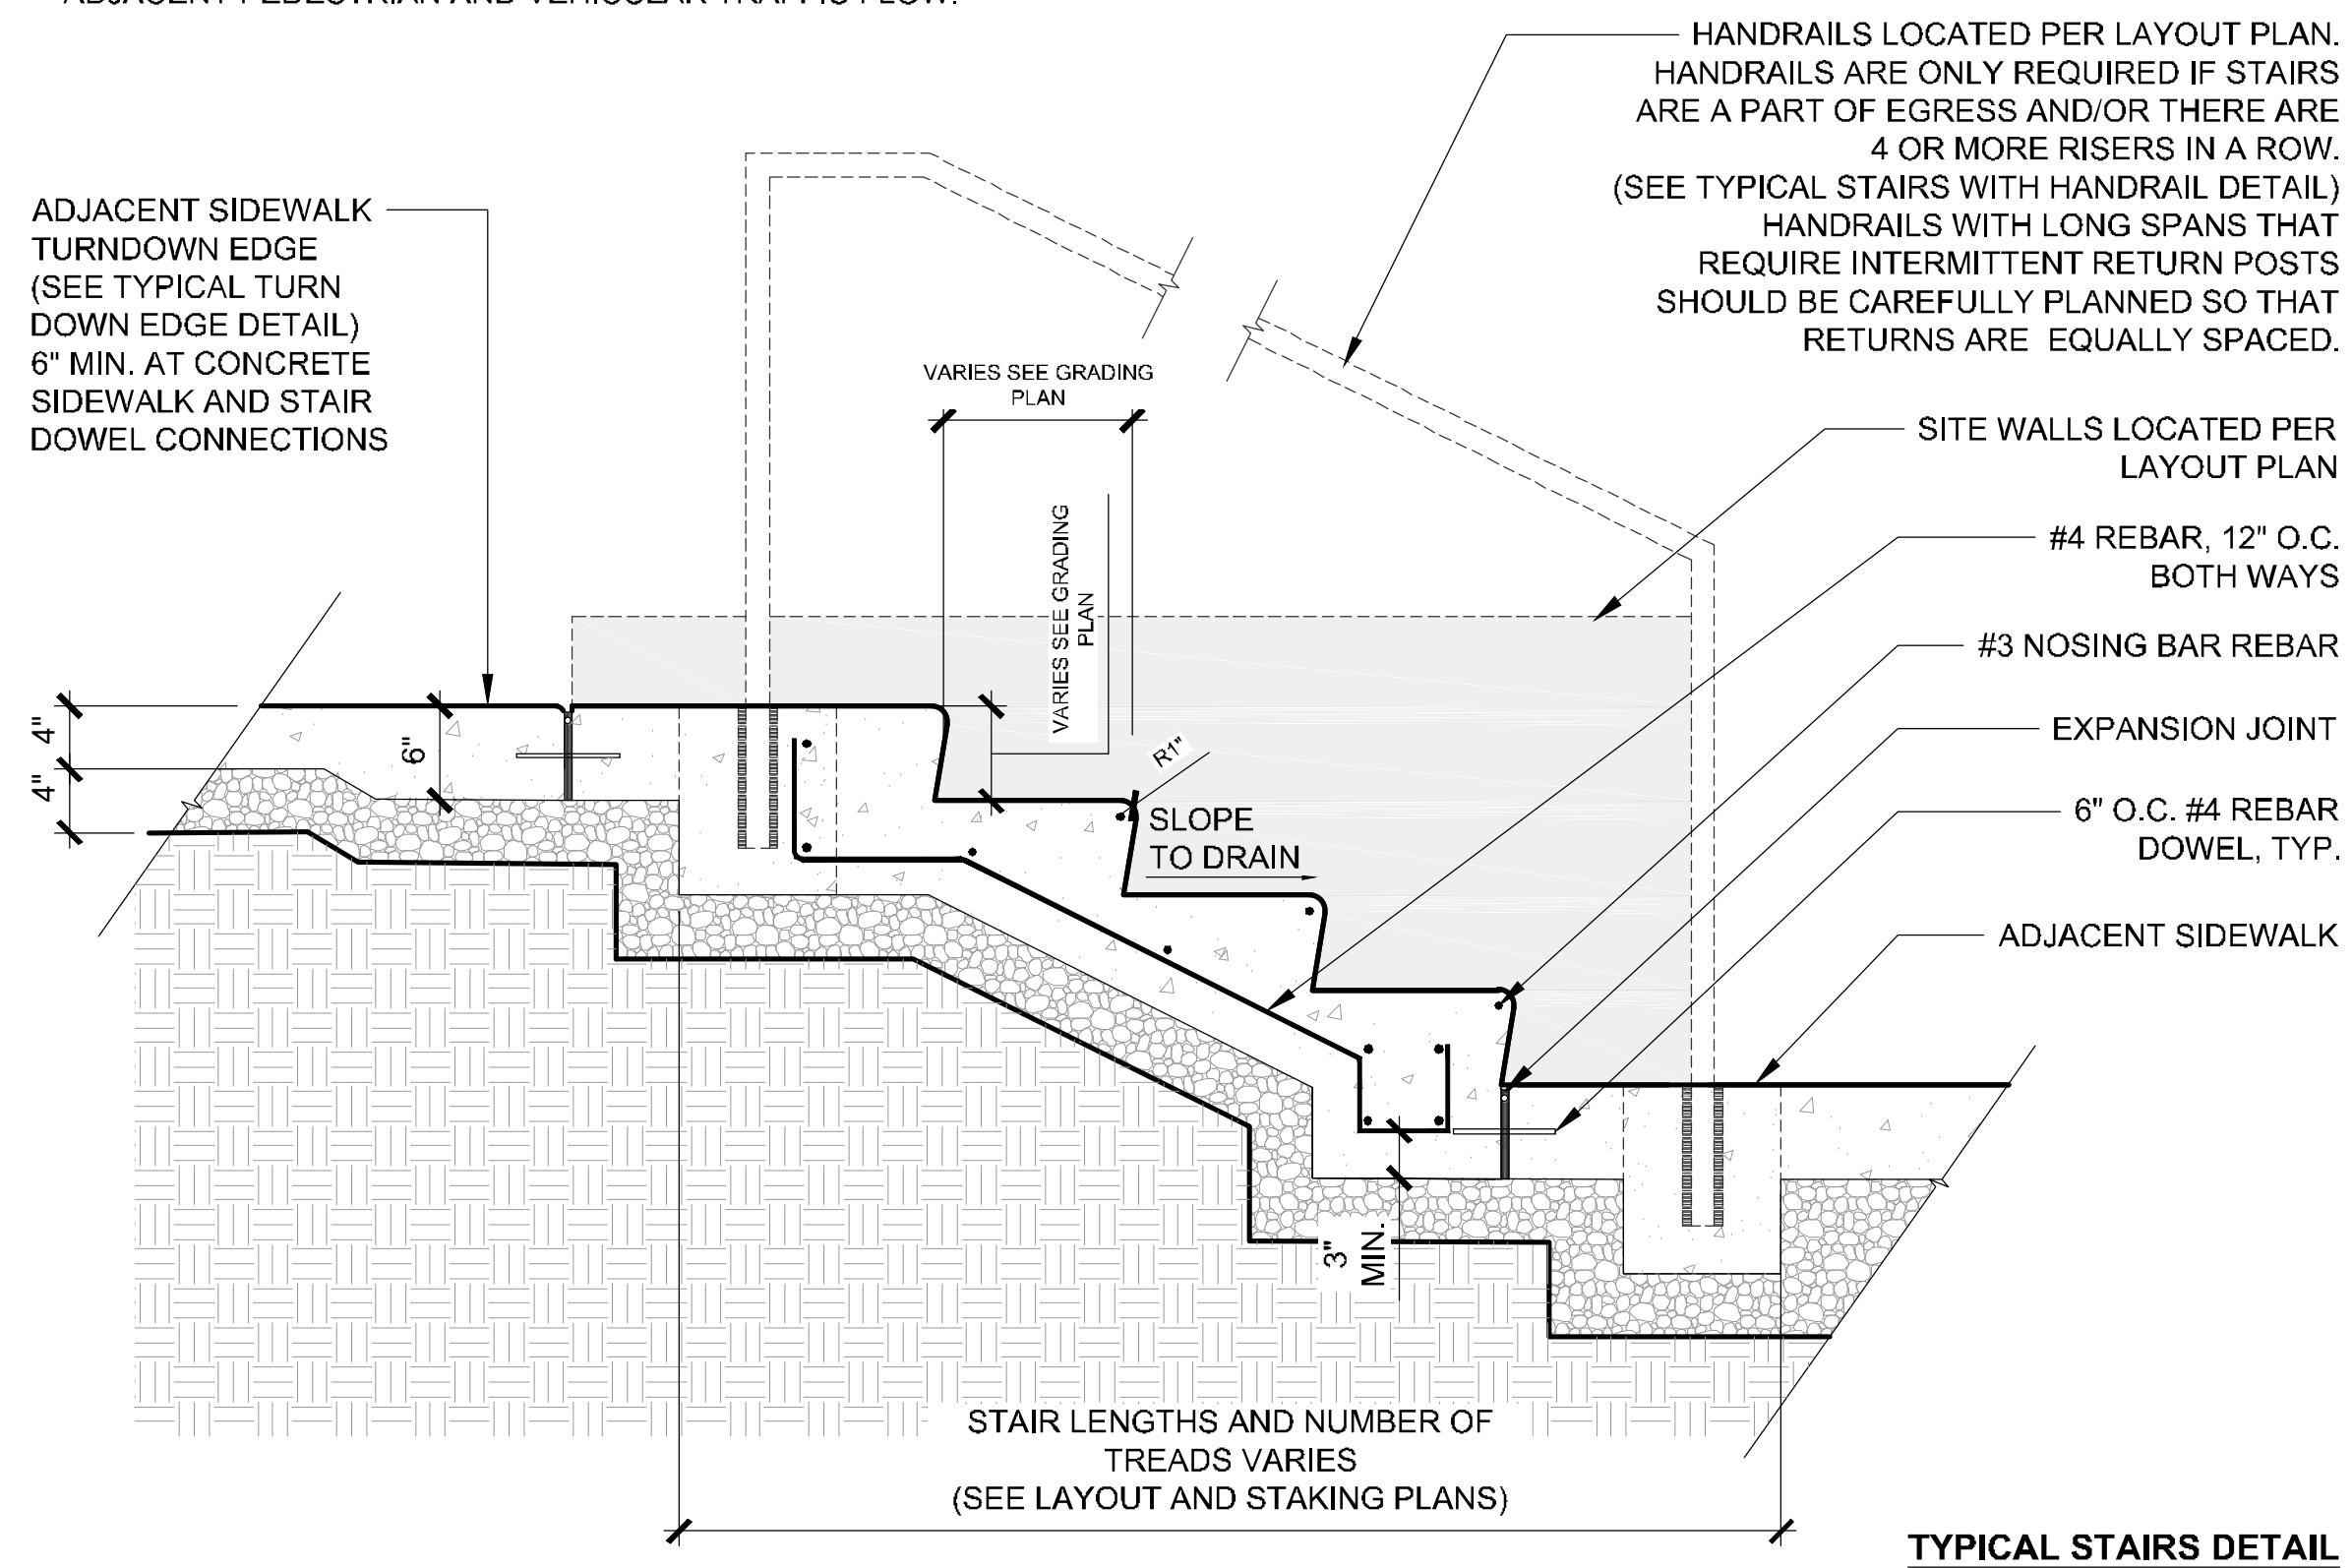 ADJACENT PEDESTRIAN AND VEHICULAR TRAFFIC FLOW.
HANDRAILS LOCATED PER LAYOUT PLAN.
HANDRAILS ARE ONLY REQUIRED IF STAIRS
ARE A PART OF EGRESS AND/OR THERE ARE
4 OR MORE RISERS IN A ROW.
(SEE TYPICAL STAIRS WITH HANDRAIL DETAIL)
HANDRAILS WITH LONG SPANS THAT
REQUIRE INTERMITTENT RETURN POSTS
SHOULD BE CAREFULLY PLANNED SO THAT
RETURNS ARE EQUALLY SPACED.
ADJACENT SIDEWALK
TURNDOWN EDGE
(SEE TYPICAL TURN
DOWN EDGE DETAIL)
6" MIN. AT CONCRETE
SIDEWALK AND STAIR
DOWEL CONNECTIONS
VARIES SEE GRADING
PLAN
VARIES SEE GRADING
PLAN
SITE WALLS LOCATED PER
LAYOUT PLAN
#4 REBAR, 12" O.C.
BOTH WAYS
#3 NOSING BAR REBAR
EXPANSION JOINT
6" O.C. #4 REBAR
DOWEL, TYP.
ADJACENT SIDEWALK
4"
4"
6"
R1"
SLOPE
TO DRAIN
3"
MIN.
STAIR LENGTHS AND NUMBER OF
TREADS VARIES
(SEE LAYOUT AND STAKING PLANS)
TYPICAL STAIRS DETAIL